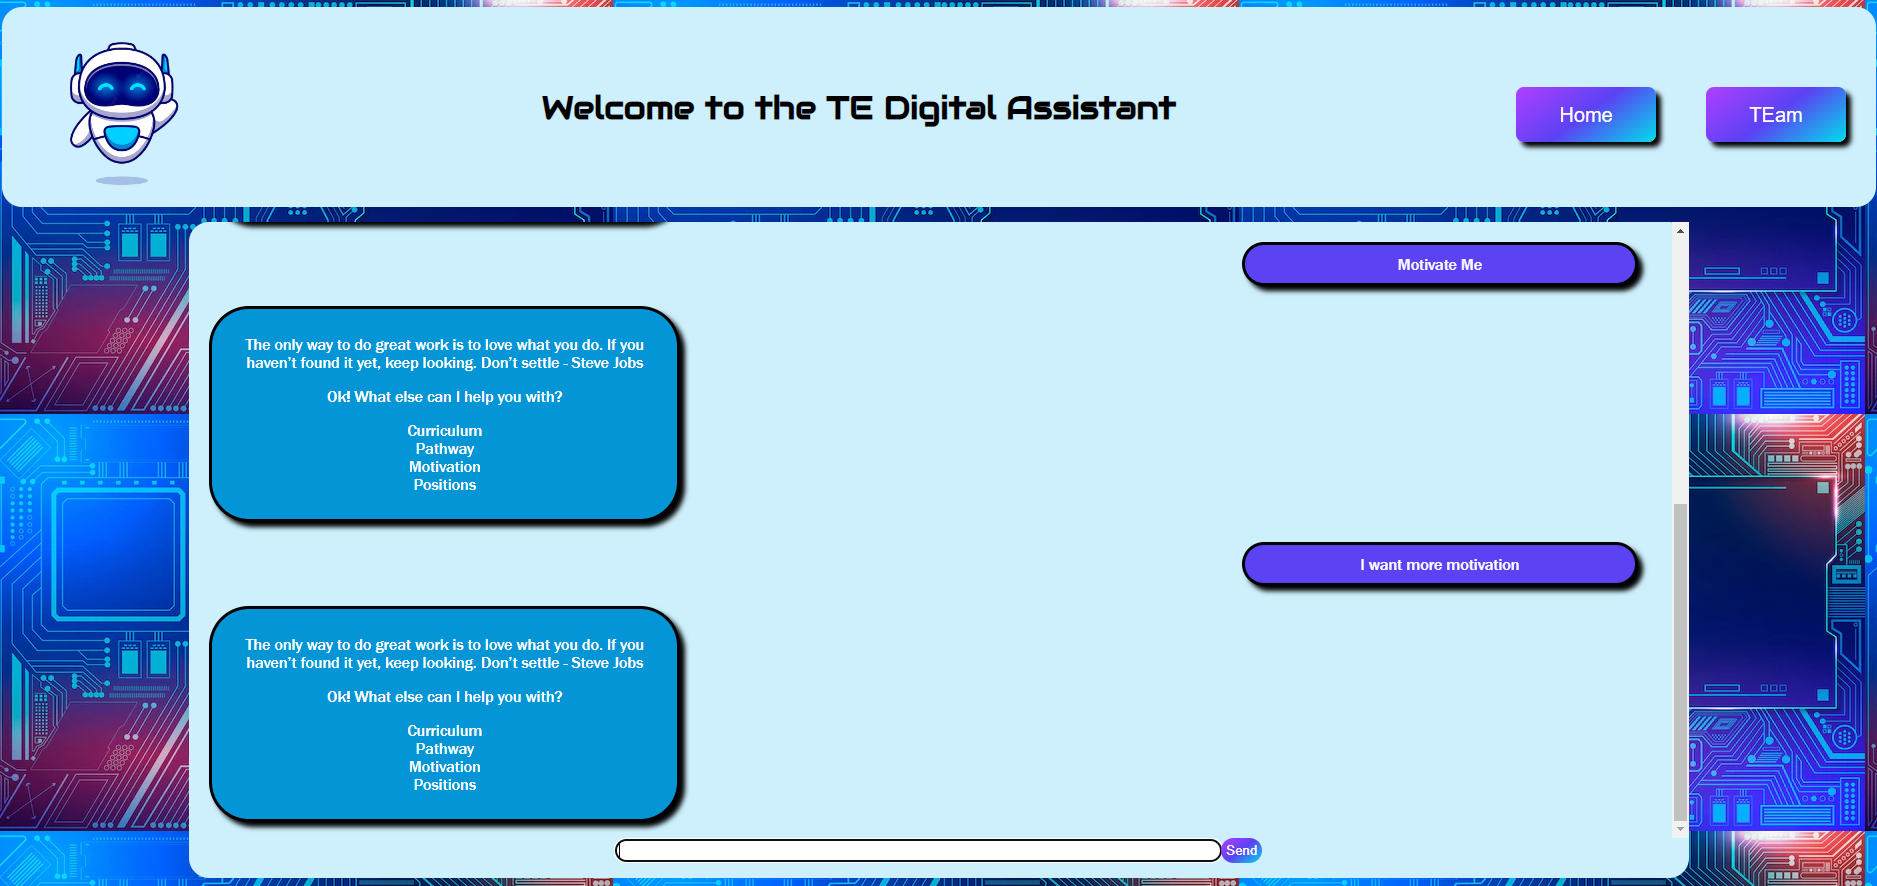 Welcome to the TE Digital Assistant
Home
TEam
Motivate Me
The only way to do great work is to love what you do. If you
haven't found it yet, keep looking. Don't settle - Steve Jobs
Ok! What else can I help you with?
Curriculum
Pathway
Motivation
Positions
I want more motivation
The only way to do great work is to love what you do. If you
haven't found it yet, keep looking. Don't settle - Steve Jobs
Ok! What else can I help you with?
Curriculum
Pathway
Motivation
Positions
Send